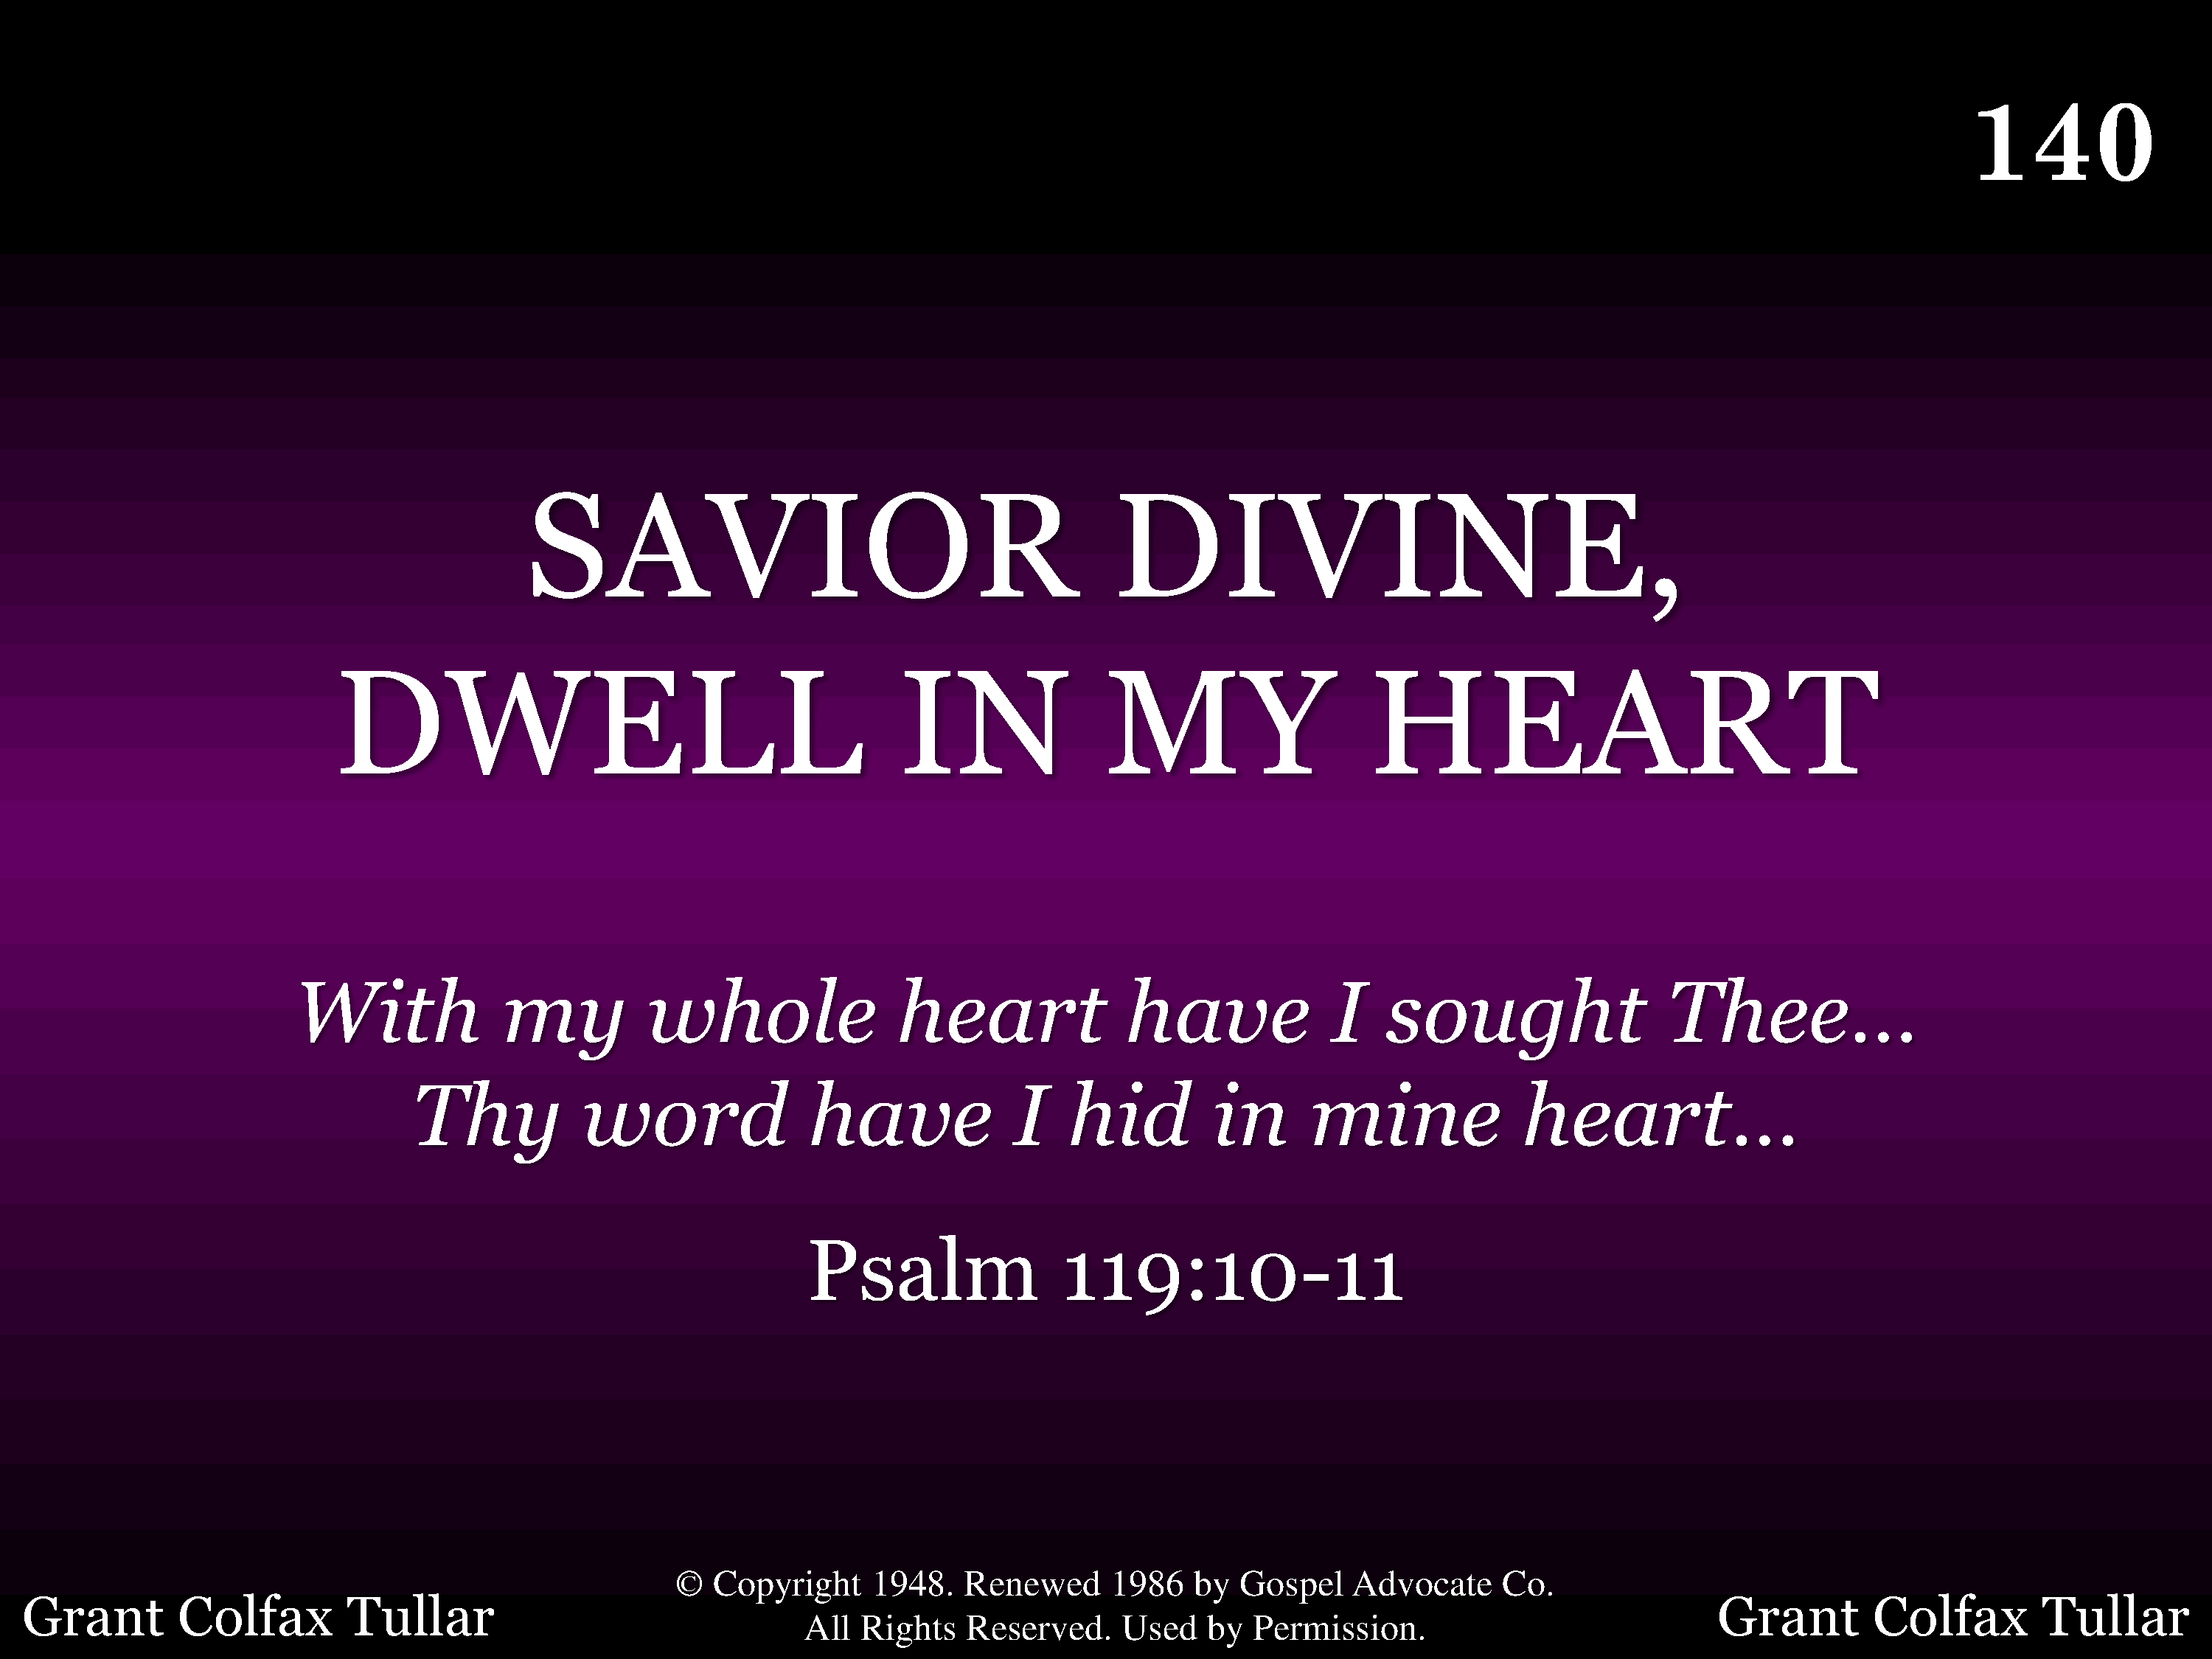 140
SAVIOR DIVINE,
DWELL IN MY HEART
With my whole heart have I sought Thee…
Thy word have I hid in mine heart…
Psalm 119:10-11
Grant Colfax Tullar
© Copyright 1948. Renewed 1986 by Gospel Advocate Co.
All Rights Reserved. Used by Permission.
Grant Colfax Tullar